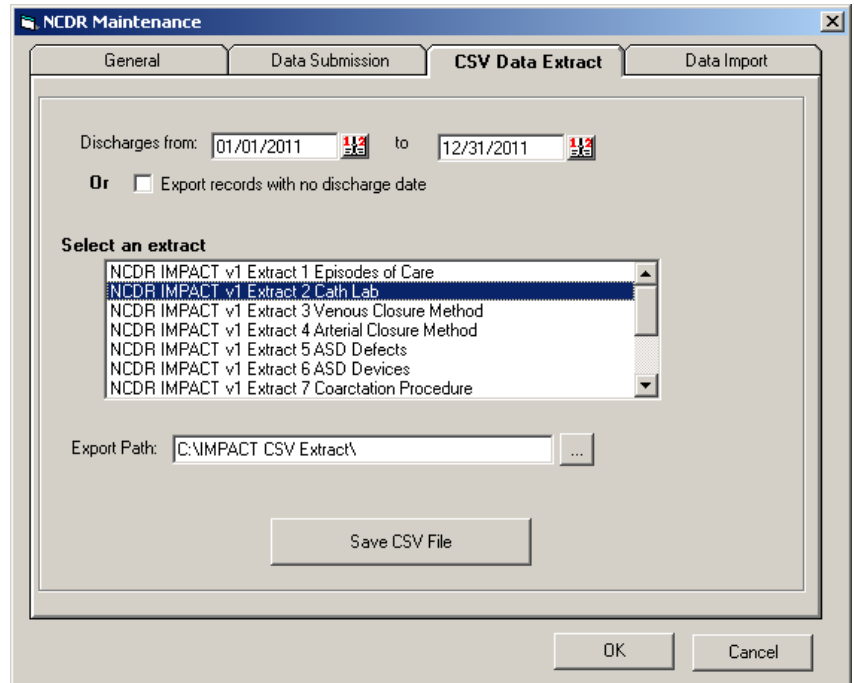 NCDR Maintenance
General Data Submission CSV Data Extract Data Import
Discharges from: 01/01/2011 to 12/31/2011
Or Export records with no discharge date
Select an extract
NCDR IMPACT v1 Extract 1 Episodes of Care
NCDR IMPACT v1 Extract 2 Cath Lab
NCDR IMPACT v1 Extract 3 Venous Closure Method
NCDR IMPACT v1 Extract 4 Arterial Closure Method
NCDR IMPACT v1 Extract 5 ASD Defects
NCDR IMPACT v1 Extract 6 ASD Devices
NCDR IMPACT v1 Extract 7 Coarctation Procedure
Export Path: C:\IMPACT CSV Extract\ ...
Save CSV File
OK Cancel